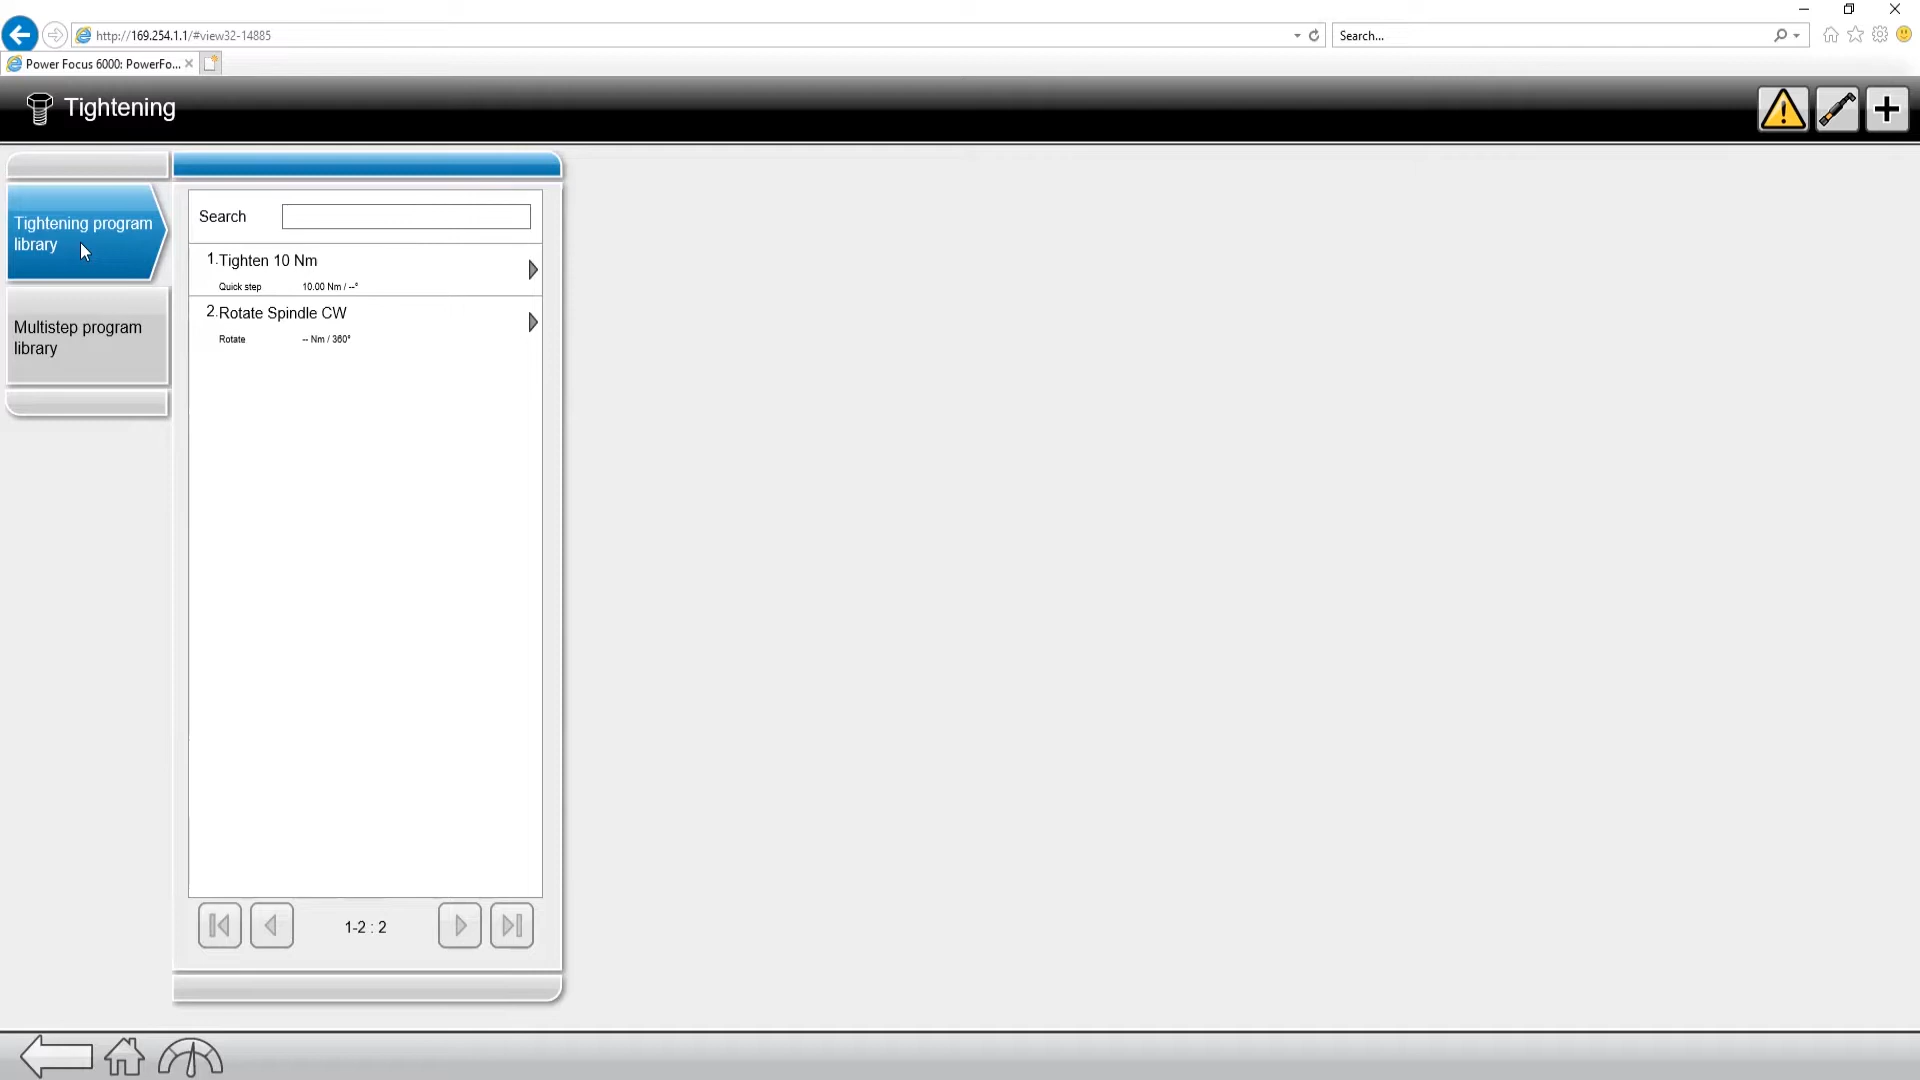 http://169.254.1.1/#view32-14885
Search...
Power Focus 6000: PowerFo...
Tightening
Tightening program
library
Multistep program
library
Search
1. Tighten 10 Nm
Quick step 10.00 Nm / --°
2. Rotate Spindle CW
Rotate -- Nm / 360°
1-2 : 2